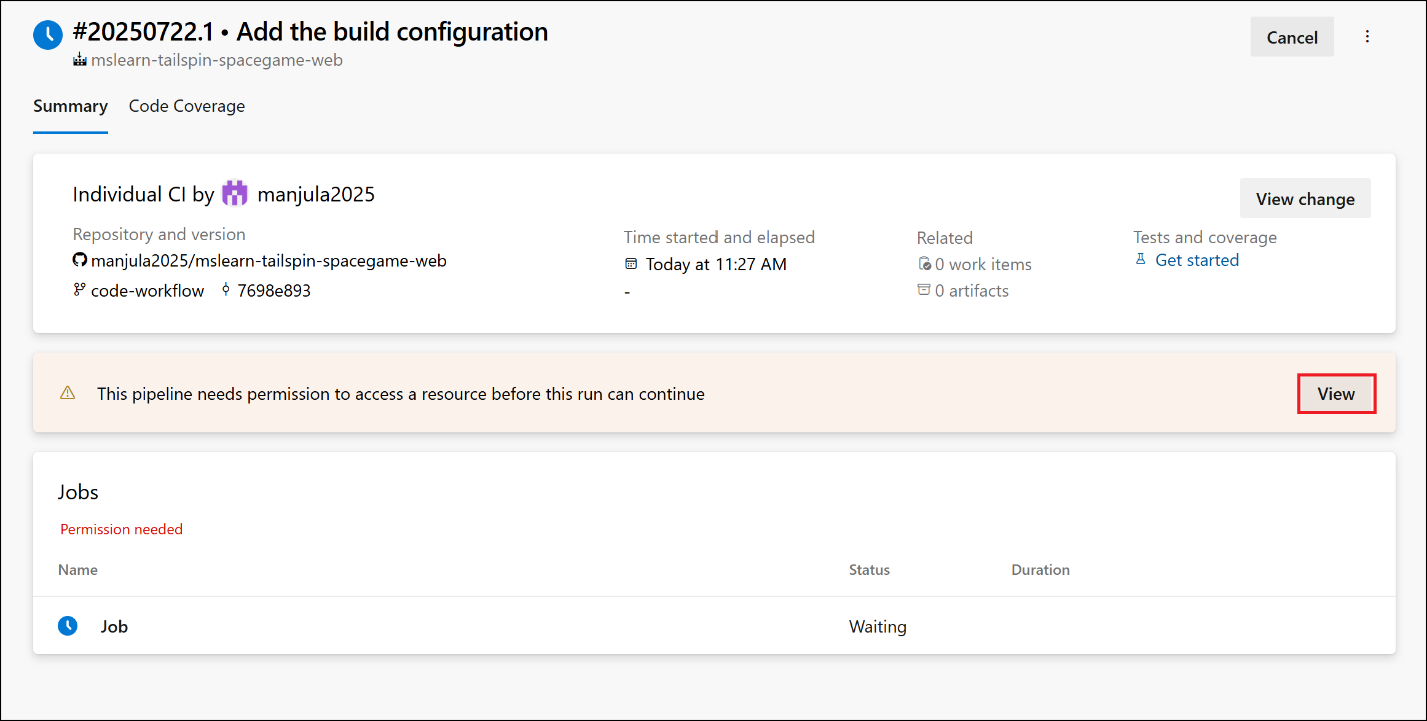 #20250722.1 • Add the build configuration
Cancel
mslearn-tailspin-spacegame-web
Summary
Code Coverage
Individual CI by manjula2025
View change
Repository and version
manjula2025/mslearn-tailspin-spacegame-web
code-workflow 7698e893
Time started and elapsed
Today at 11:27 AM
-
Related
0 work items
0 artifacts
Tests and coverage
Get started
This pipeline needs permission to access a resource before this run can continue
View
Jobs
Permission needed
Name Status Duration
Job Waiting